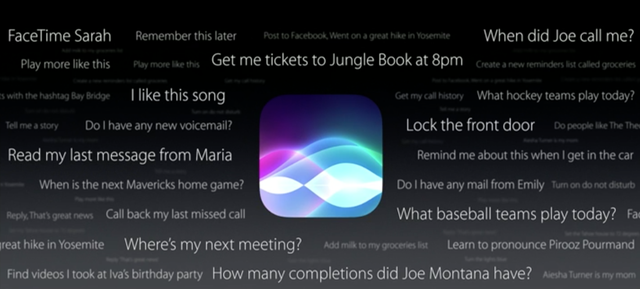 FaceTime Sarah
Remember this later
Post to Facebook, Went on a great hike in Yosemite
When did Joe call me?
Play more like this
Play more like this
Get me tickets to Jungle Book at 8pm
Create a new reminders list called groceries
s with the hashtag Bay Bridge
I like this song
Get my call history
What hockey teams play today?
Tell me a story
Do I have any new voicemail?
Lock the front door
Do people like The
Read my last message from Maria
Remind me about this when I get in the car
When is the next Mavericks home game?
Do I have any mail from Emily
Turn on do not disturb
Reply, That's great news
Call back my last missed call
What baseball teams play today?
great hike in Yosemite
Where's my next meeting?
Add milk to my groceries list
Learn to pronounce Pirooz Pourmand
Find videos I took at Iva's birthday party
How many completions did Joe Montana have?
Aiesha Turner is my mom